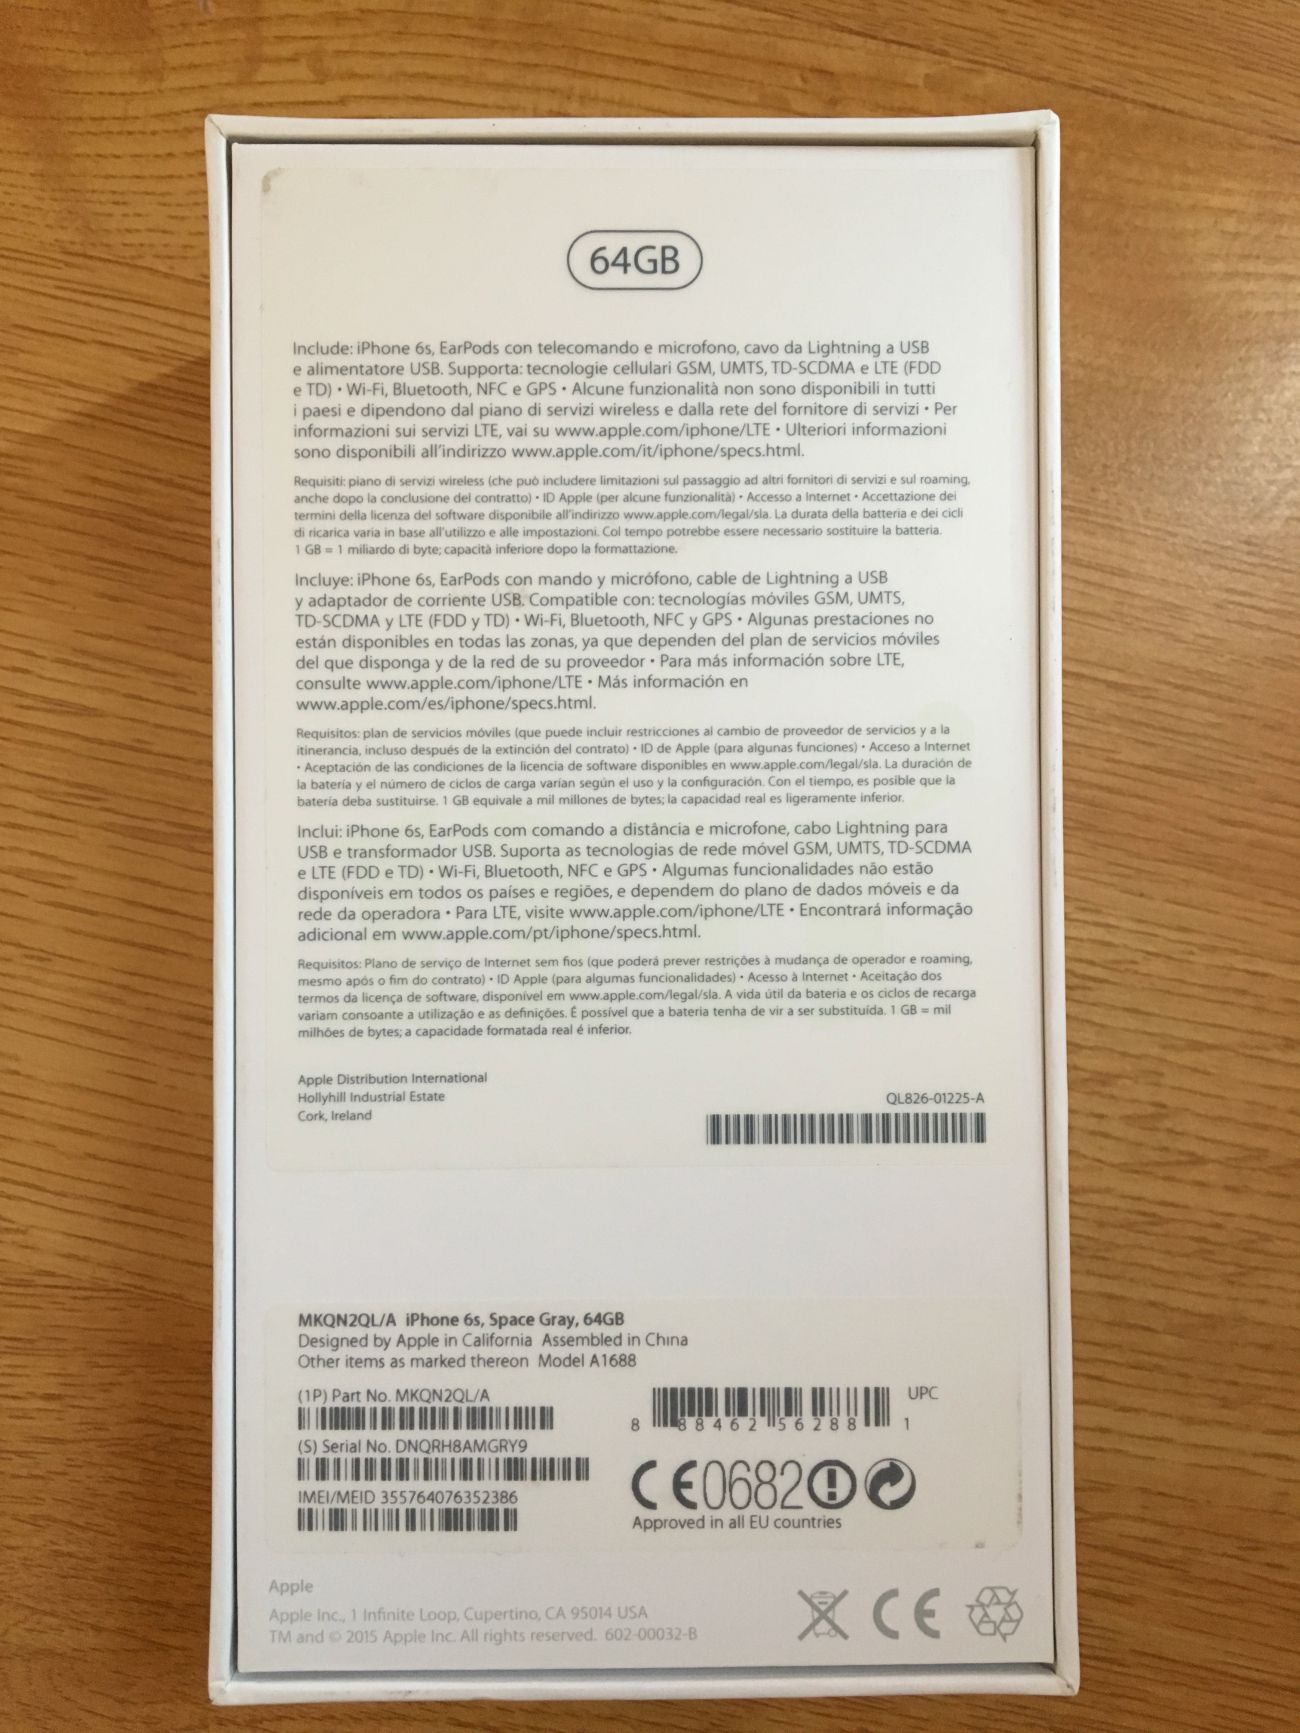 64GB
Include: iPhone 6s, EarPods con telecomando e microfono, cavo da Lightning a USB
e alimentatore USB. Supporta: tecnologie cellulari GSM, UMTS, TD-SCDMA e LTE (FDD
e TD) • Wi-Fi, Bluetooth, NFC e GPS • Alcune funzionalità non sono disponibili in tutti
i paesi e dipendono dal piano di servizi wireless e dalla rete del fornitore di servizi • Per
informazioni sui servizi LTE, vai su www.apple.com/iphone/LTE • Ulteriori informazioni
sono disponibili all'indirizzo www.apple.com/it/iphone/specs.html.
Requisiti: piano di servizi wireless (che può includere limitazioni sul passaggio ad altri fornitori di servizi e sul roaming,
anche dopo la conclusione del contratto) • ID Apple (per alcune funzionalità) • Accesso a Internet • Accettazione dei
termini della licenza del software disponibile all'indirizzo www.apple.com/legal/sla. La durata della batteria e dei cicli
di ricarica varia in base all'utilizzo e alle impostazioni. Col tempo potrebbe essere necessario sostituire la batteria.
1 GB = 1 miliardo di byte; capacità inferiore dopo la formattazione.
Incluye: iPhone 6s, EarPods con mando y micrófono, cable de Lightning a USB
y adaptador de corriente USB. Compatible con: tecnologías móviles GSM, UMTS,
TD-SCDMA y LTE (FDD y TD) • Wi-Fi, Bluetooth, NFC y GPS • Algunas prestaciones no
están disponibles en todas las zonas, ya que dependen del plan de servicios móviles
del que disponga y de la red de su proveedor • Para más información sobre LTE,
consulte www.apple.com/iphone/LTE • Más información en
www.apple.com/es/iphone/specs.html.
Requisitos: plan de servicios móviles (que puede incluir restricciones al cambio de proveedor de servicios y a la
itinerancia, incluso después de la extinción del contrato) • ID de Apple (para algunas funciones) • Acceso a Internet
• Aceptación de las condiciones de la licencia de software disponibles en www.apple.com/legal/sla. La duración de
la batería y el número de ciclos de carga varían según el uso y la configuración. Con el tiempo, es posible que la
batería deba sustituirse. 1 GB equivale a mil millones de bytes; la capacidad real es ligeramente inferior.
Inclui: iPhone 6s, EarPods com comando a distância e microfone, cabo Lightning para
USB e transformador USB. Suporta as tecnologias de rede móvel GSM, UMTS, TD-SCDMA
e LTE (FDD e TD) • Wi-Fi, Bluetooth, NFC e GPS • Algumas funcionalidades não estão
disponíveis em todos os países e regiões, e dependem do plano de dados móveis e da
rede da operadora • Para LTE, visite www.apple.com/iphone/LTE • Encontrará informação
adicional em www.apple.com/pt/iphone/specs.html.
Requisitos: Plano de serviço de Internet sem fios (que poderá prever restrições à mudança de operador e roaming,
mesmo após o fim do contrato) • ID Apple (para algumas funcionalidades) • Acesso à Internet • Aceitação dos
termos da licença de software, disponível em www.apple.com/legal/sla. A vida útil da bateria e os ciclos de recarga
variam consoante a utilização e as definições. É possível que a bateria tenha de vir a ser substituída. 1 GB = mil
milhões de bytes; a capacidade formatada real é inferior.
Apple Distribution International
Hollyhill Industrial Estate
Cork, Ireland
QL826-01225-A
MKQN2QL/A iPhone 6s, Space Gray, 64GB
Designed by Apple in California Assembled in China
Other items as marked thereon Model A1688
(1P) Part No. MKQN2QL/A
(S) Serial No. DNQRH8AMGRY9
IMEI/MEID 355764076352386
UPC
8 88462 56288 1
CE0682
Approved in all EU countries
Apple
Apple Inc., 1 Infinite Loop, Cupertino, CA 95014 USA
TM and © 2015 Apple Inc. All rights reserved. 602-00032-B
CE